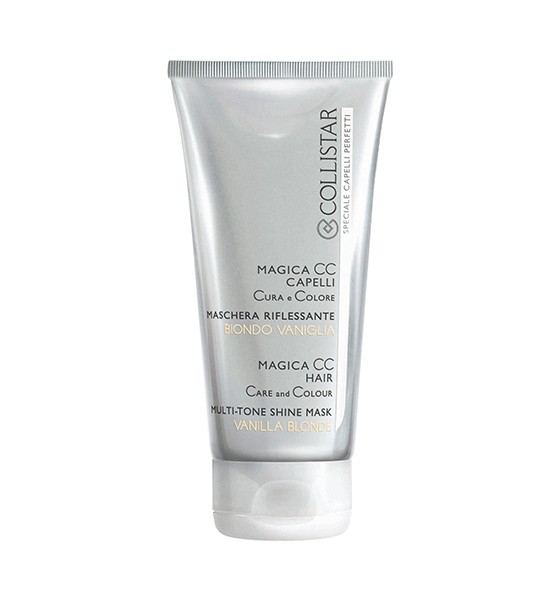 COLLISTAR
SPECIALE CAPELLI PERFETTI
MAGICA CC
CAPELLI
CURA e COLORE
MASCHERA RIFLESSANTE
BIONDO VANIGLIA
MAGICA CC
HAIR
CARE and COLOUR
MULTI-TONE SHINE MASK
VANILLA BLONDE